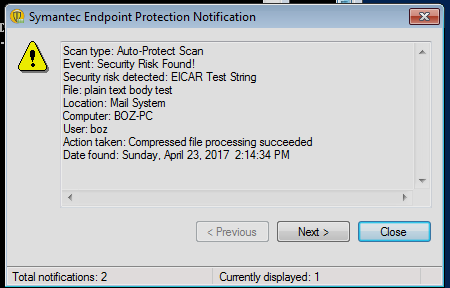 Symantec Endpoint Protection Notification
Scan type: Auto-Protect Scan
Event: Security Risk Found!
Security risk detected: EICAR Test String
File: plain text body test
Location: Mail System
Computer: BOZ-PC
User: boz
Action taken: Compressed file processing succeeded
Date found: Sunday, April 23, 2017  2:14:34 PM
< Previous Next > Close
Total notifications: 2 Currently displayed: 1